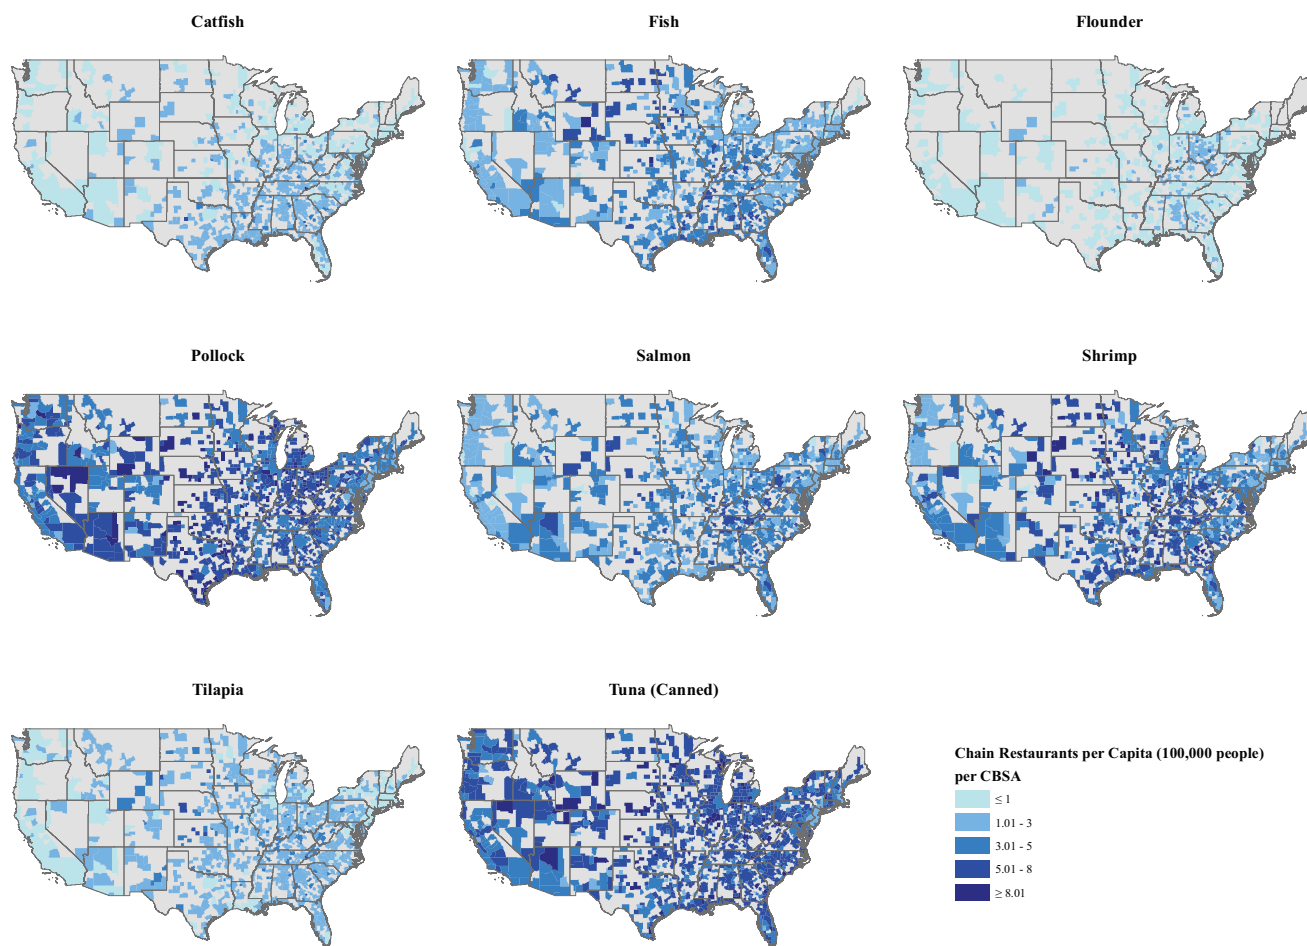 Catfish
Fish
Flounder
Pollock
Salmon
Shrimp
Tilapia
Tuna (Canned)
Chain Restaurants per Capita (100,000 people)
per CBSA
≤ 1
1.01 - 3
3.01 - 5
5.01 - 8
≥ 8.01